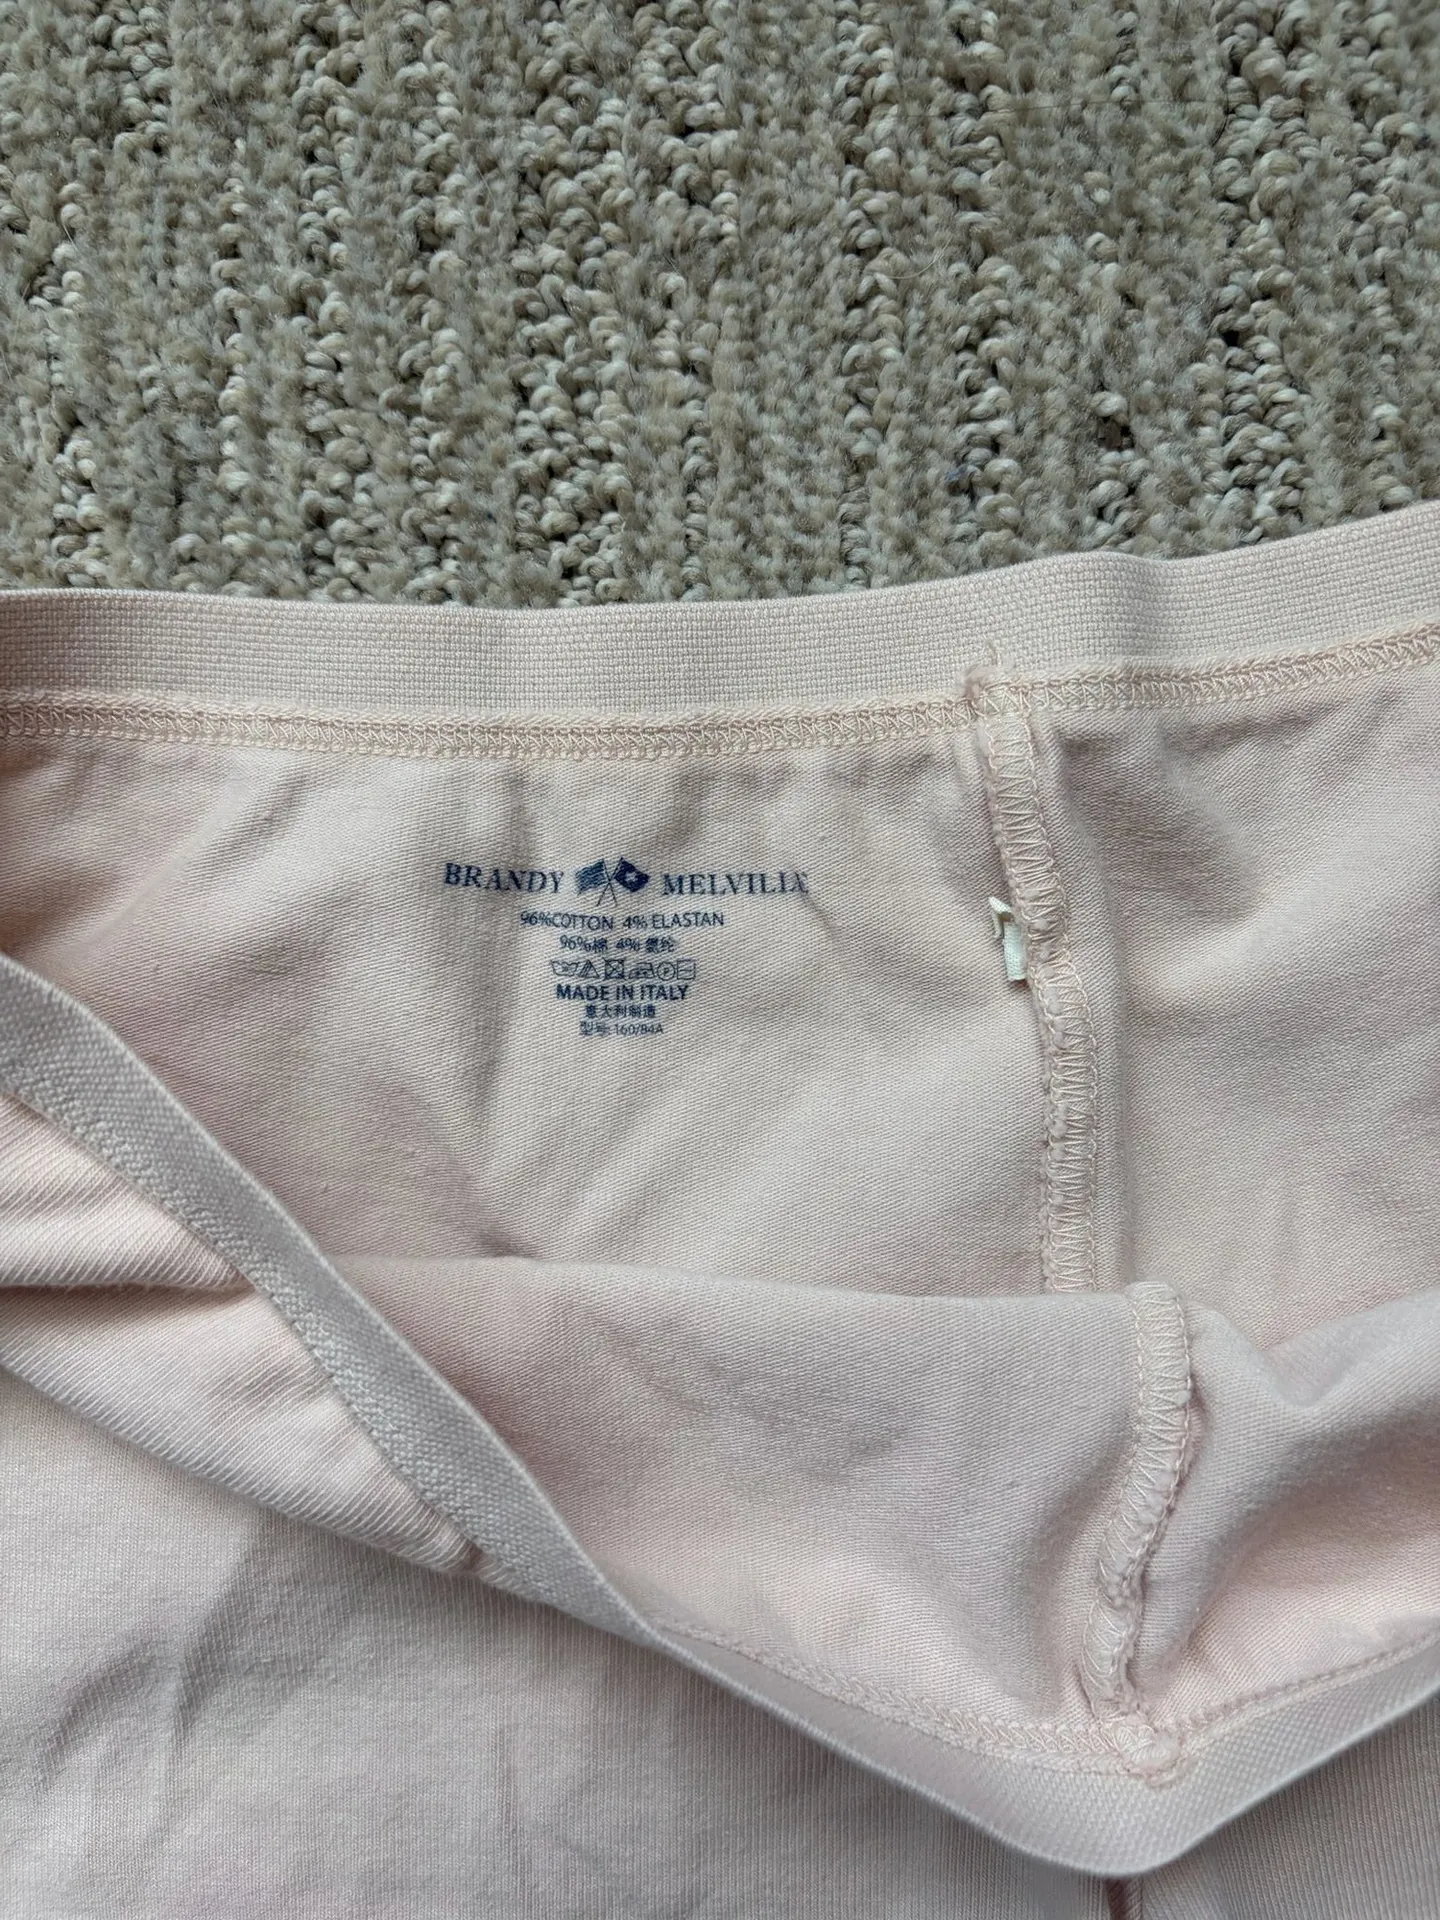 BRANDY MELVILLE
96%COTTON 4% ELASTAN
96%棉 4% 氨纶
MADE IN ITALY
意大利制造
型号: 160/84A